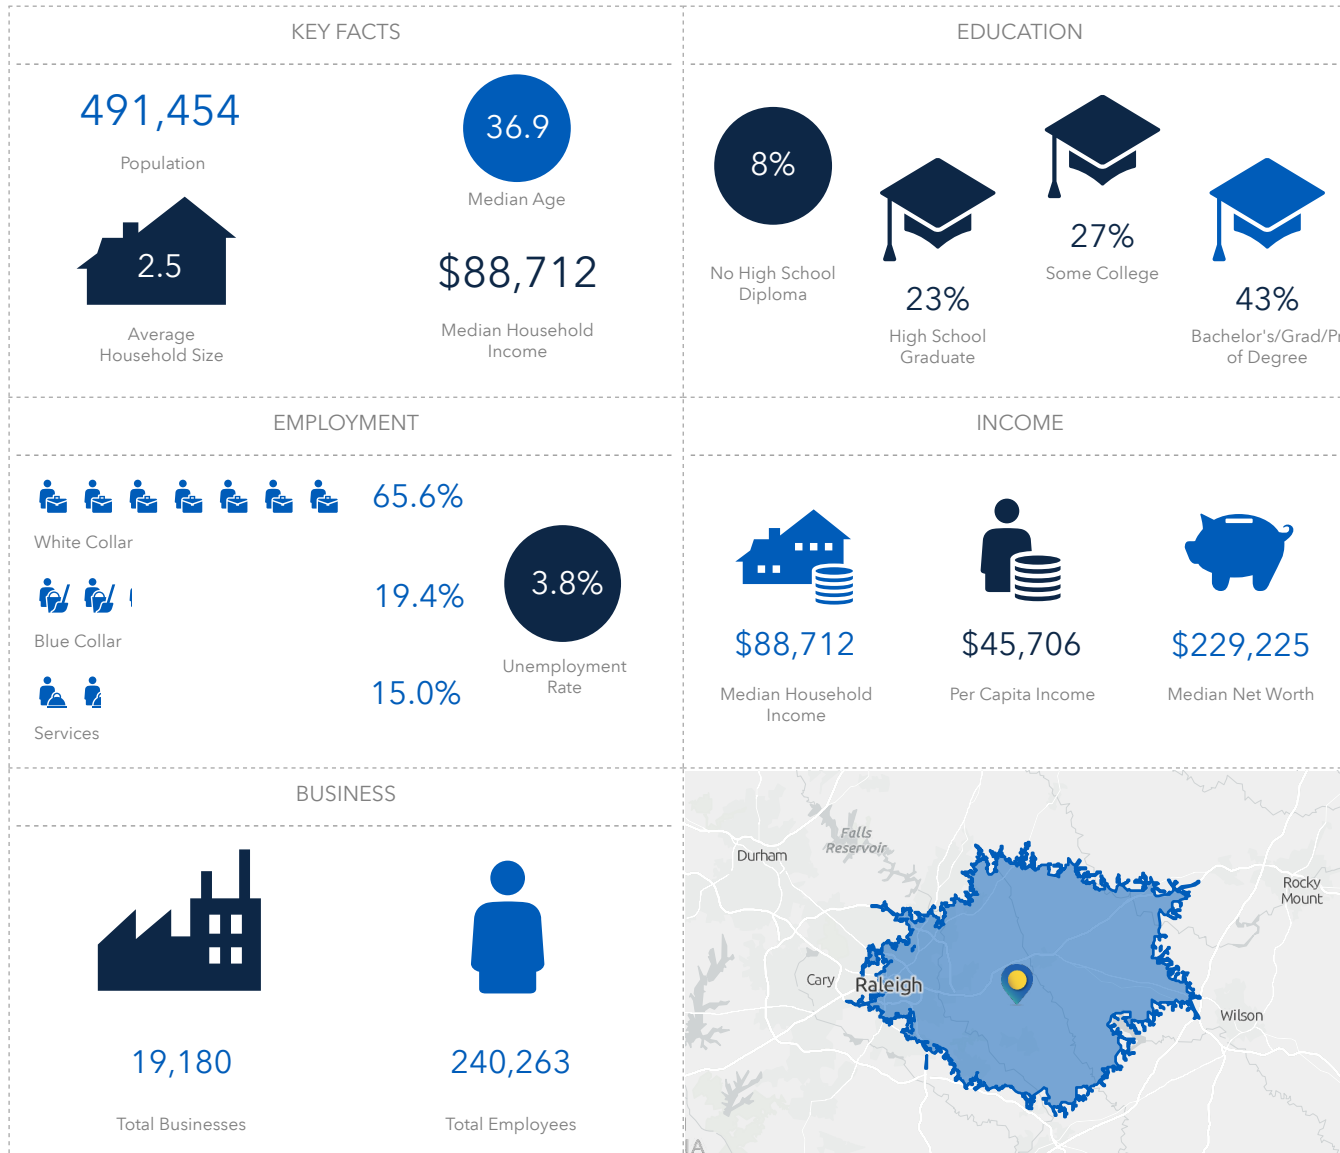 KEY FACTS
491,454
Population
36.9
Median Age
2.5
Average
Household Size
$88,712
Median Household
Income
EDUCATION
8%
No High School
Diploma
23%
High School
Graduate
27%
Some College
43%
Bachelor's/Grad/Pr
of Degree
EMPLOYMENT
65.6%
White Collar
19.4%
Blue Collar
15.0%
Services
3.8%
Unemployment
Rate
INCOME
$88,712
Median Household
Income
$45,706
Per Capita Income
$229,225
Median Net Worth
BUSINESS
19,180
Total Businesses
240,263
Total Employees
Falls
Reservoir
Durham
Rocky
Mount
Cary
Raleigh
Wilson
IA